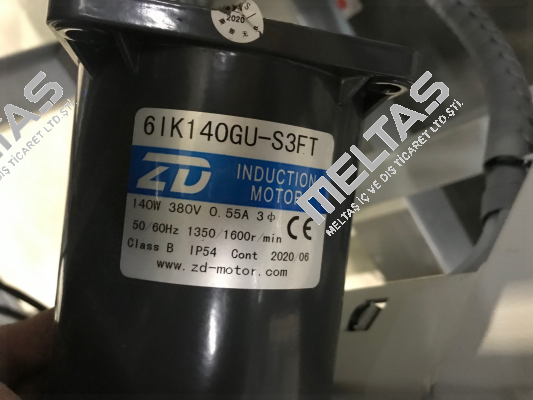 2020
6IK140GU-S3FT
ZD INDUCTION MOTOR
140W 380V 0.55A 3Φ
50/60Hz 1350/1600r/min CE
Class B IP54 Cont 2020/06
www.zd-motor.com
MELTAS
MELTAŞ İÇ VE DIŞ TİCARET LTD.ŞTİ.
MELTAS
MELTAŞ İÇ VE DIŞ TİCARET LTD.ŞTİ.